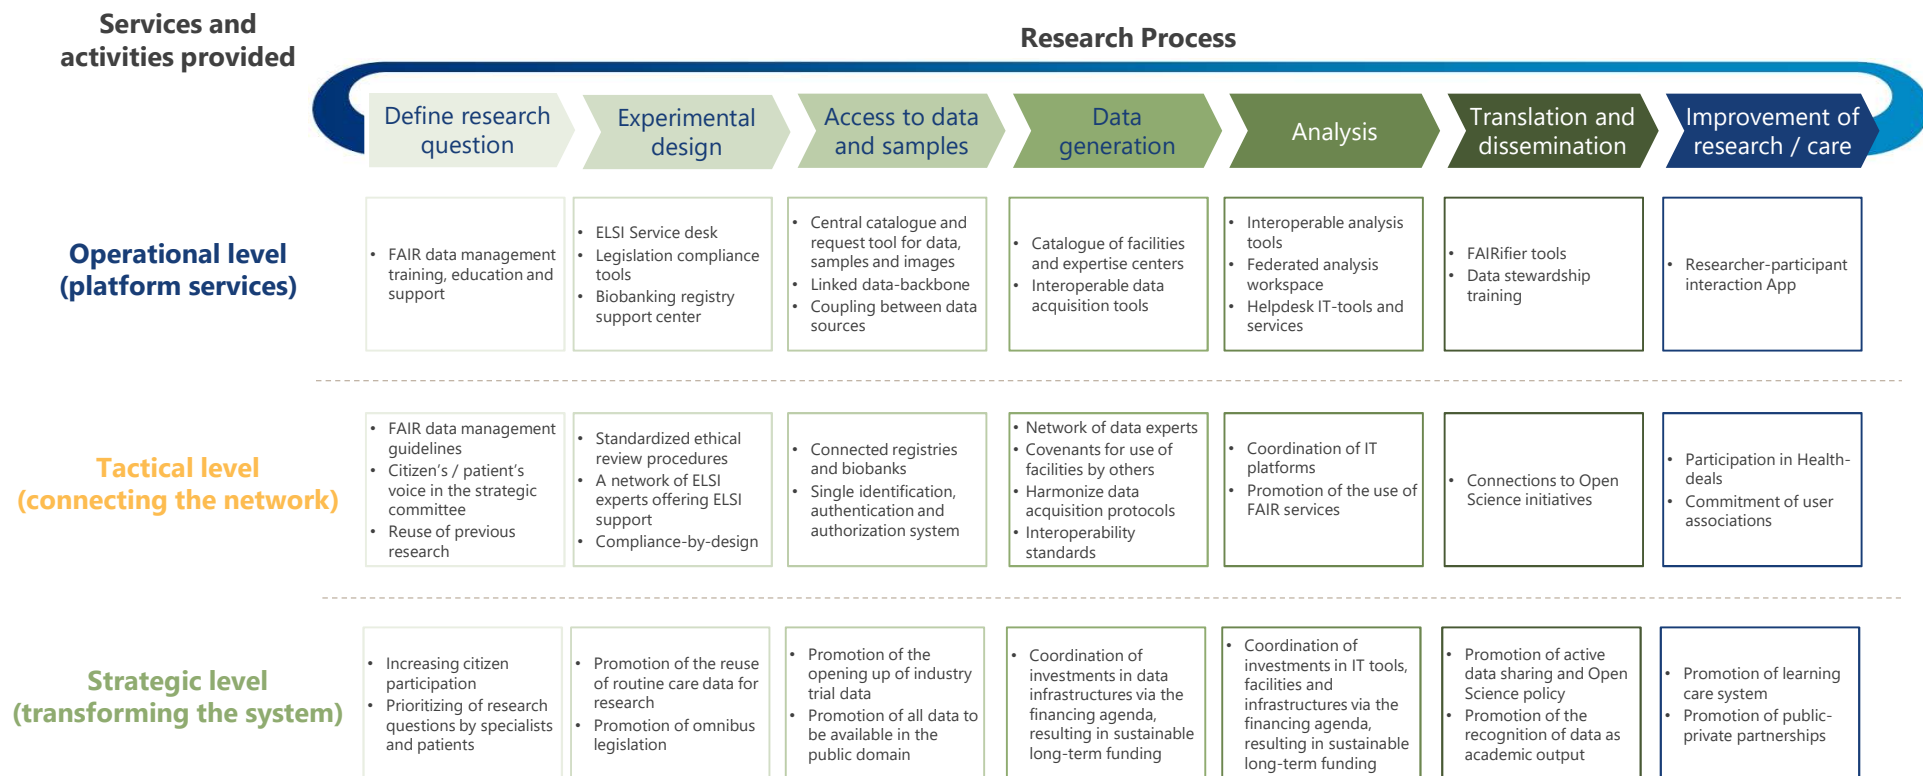 Services and
activities provided
Research Process
Define research
question
Experimental
design
Access to data
and samples
Data
generation
Analysis
Translation and
dissemination
Improvement of
research / care
Operational level
(platform services)
• FAIR data management
training, education and
support
• ELSI Service desk
• Legislation compliance
tools
• Biobanking registry
support center
• Central catalogue and
request tool for data,
samples and images
• Linked data-backbone
• Coupling between data
sources
• Catalogue of facilities
and expertise centers
• Interoperable data
acquisition tools
• Interoperable analysis
tools
• Federated analysis
workspace
• Helpdesk IT-tools and
services
• FAIRifier tools
• Data stewardship
training
• Researcher-participant
interaction App
Tactical level
(connecting the network)
• FAIR data management
guidelines
• Citizen’s / patient’s
voice in the strategic
committee
• Reuse of previous
research
• Standardized ethical
review procedures
• A network of ELSI
experts offering ELSI
support
• Compliance-by-design
• Connected registries
and biobanks
• Single identification,
authentication and
authorization system
• Network of data experts
• Covenants for use of
facilities by others
• Harmonize data
acquisition protocols
• Interoperability
standards
• Coordination of IT
platforms
• Promotion of the use of
FAIR services
• Connections to Open
Science initiatives
• Participation in Health-
deals
• Commitment of user
associations
Strategic level
(transforming the system)
• Increasing citizen
participation
• Prioritizing of research
questions by specialists
and patients
• Promotion of the reuse
of routine care data for
research
• Promotion of omnibus
legislation
• Promotion of the
opening up of industry
trial data
• Promotion of all data to
be available in the
public domain
• Coordination of
investments in data
infrastructures via the
financing agenda,
resulting in sustainable
long-term funding
• Coordination of
investments in IT tools,
facilities and
infrastructures via the
financing agenda,
resulting in sustainable
long-term funding
• Promotion of active
data sharing and Open
Science policy
• Promotion of the
recognition of data as
academic output
• Promotion of learning
care system
• Promotion of public-
private partnerships